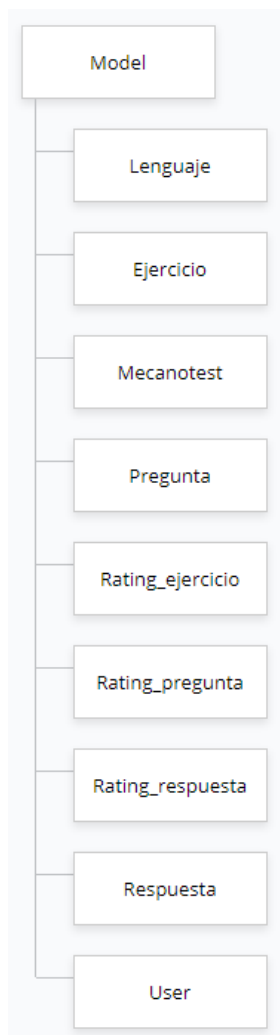 Model
Lenguaje
Ejercicio
Mecanotest
Pregunta
Rating_ejercicio
Rating_pregunta
Rating_respuesta
Respuesta
User